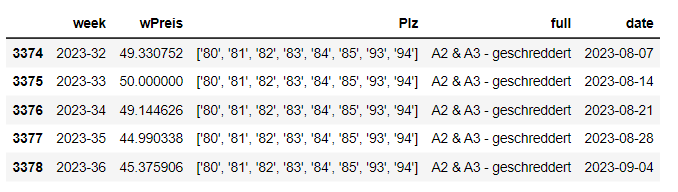 week wPreis Plz full date
3374 2023-32 49.330752 ['80', '81', '82', '83', '84', '85', '93', '94'] A2 & A3 - geschreddert 2023-08-07
3375 2023-33 50.000000 ['80', '81', '82', '83', '84', '85', '93', '94'] A2 & A3 - geschreddert 2023-08-14
3376 2023-34 49.144626 ['80', '81', '82', '83', '84', '85', '93', '94'] A2 & A3 - geschreddert 2023-08-21
3377 2023-35 44.990338 ['80', '81', '82', '83', '84', '85', '93', '94'] A2 & A3 - geschreddert 2023-08-28
3378 2023-36 45.375906 ['80', '81', '82', '83', '84', '85', '93', '94'] A2 & A3 - geschreddert 2023-09-04